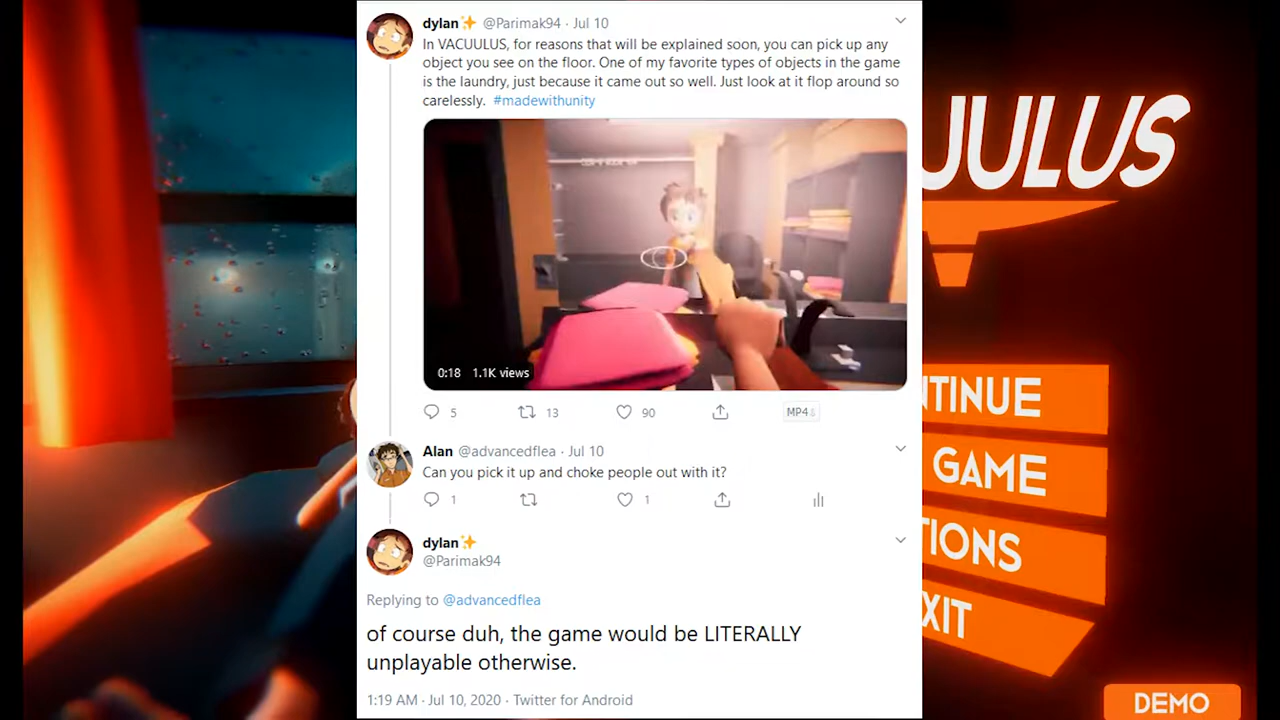 dylan✨ @Parimak94 · Jul 10
In VACUULUS, for reasons that will be explained soon, you can pick up any
object you see on the floor. One of my favorite types of objects in the game
is the laundry, just because it came out so well. Just look at it flop around so
carelessly. #madewithunity
0:18 1.1K views
5 13 90 MP4
Alan @advancedflea · Jul 10
Can you pick it up and choke people out with it?
1 1
dylan✨
@Parimak94
Replying to @advancedflea
of course duh, the game would be LITERALLY
unplayable otherwise.
1:19 AM · Jul 10, 2020 · Twitter for Android
UULUS
NTINUE
GAME
TIONS
XIT
DEMO